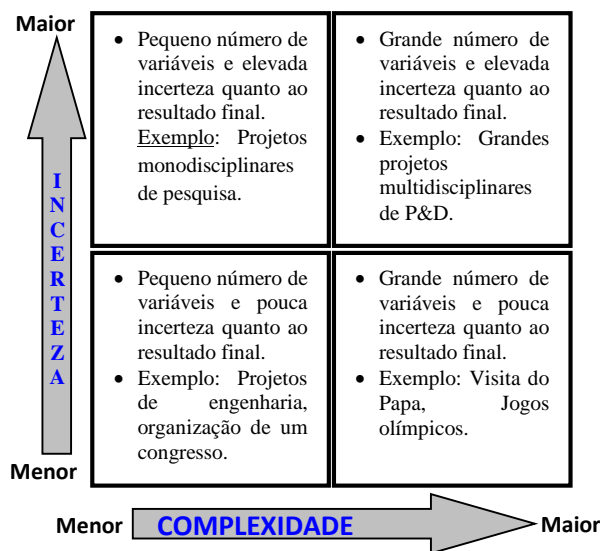 Maior
• Pequeno número de
variáveis e elevada
incerteza quanto ao
resultado final.
Exemplo: Projetos
monodisciplinares
de pesquisa.
• Grande número de
variáveis e elevada
incerteza quanto ao
resultado final.
• Exemplo: Grandes
projetos
multidisciplinares
de P&D.
INCERTEZA
• Pequeno número de
variáveis e pouca
incerteza quanto ao
resultado final.
• Exemplo: Projetos
de engenharia,
organização de um
congresso.
• Grande número de
variáveis e pouca
incerteza quanto ao
resultado final.
• Exemplo: Visita do
Papa, Jogos
olímpicos.
Menor
Menor COMPLEXIDADE Maior